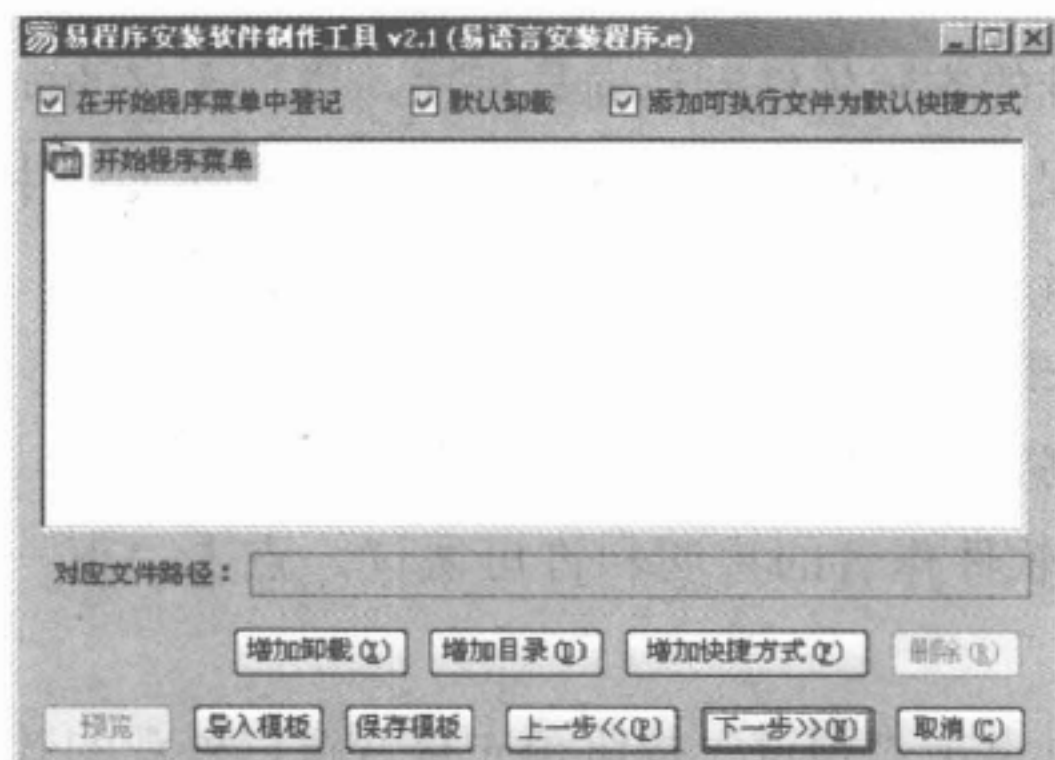 易程序安装软件制作工具 v2.1 (易语言安装程序.e)
在开始程序菜单中登记 默认卸载 添加可执行文件为默认快捷方式
开始程序菜单
对应文件路径：
增加卸载(X) 增加目录(D) 增加快捷方式(F) 删除(R)
预览 导入模板 保存模板 上一步<<(P) 下一步>>(N) 取消(C)